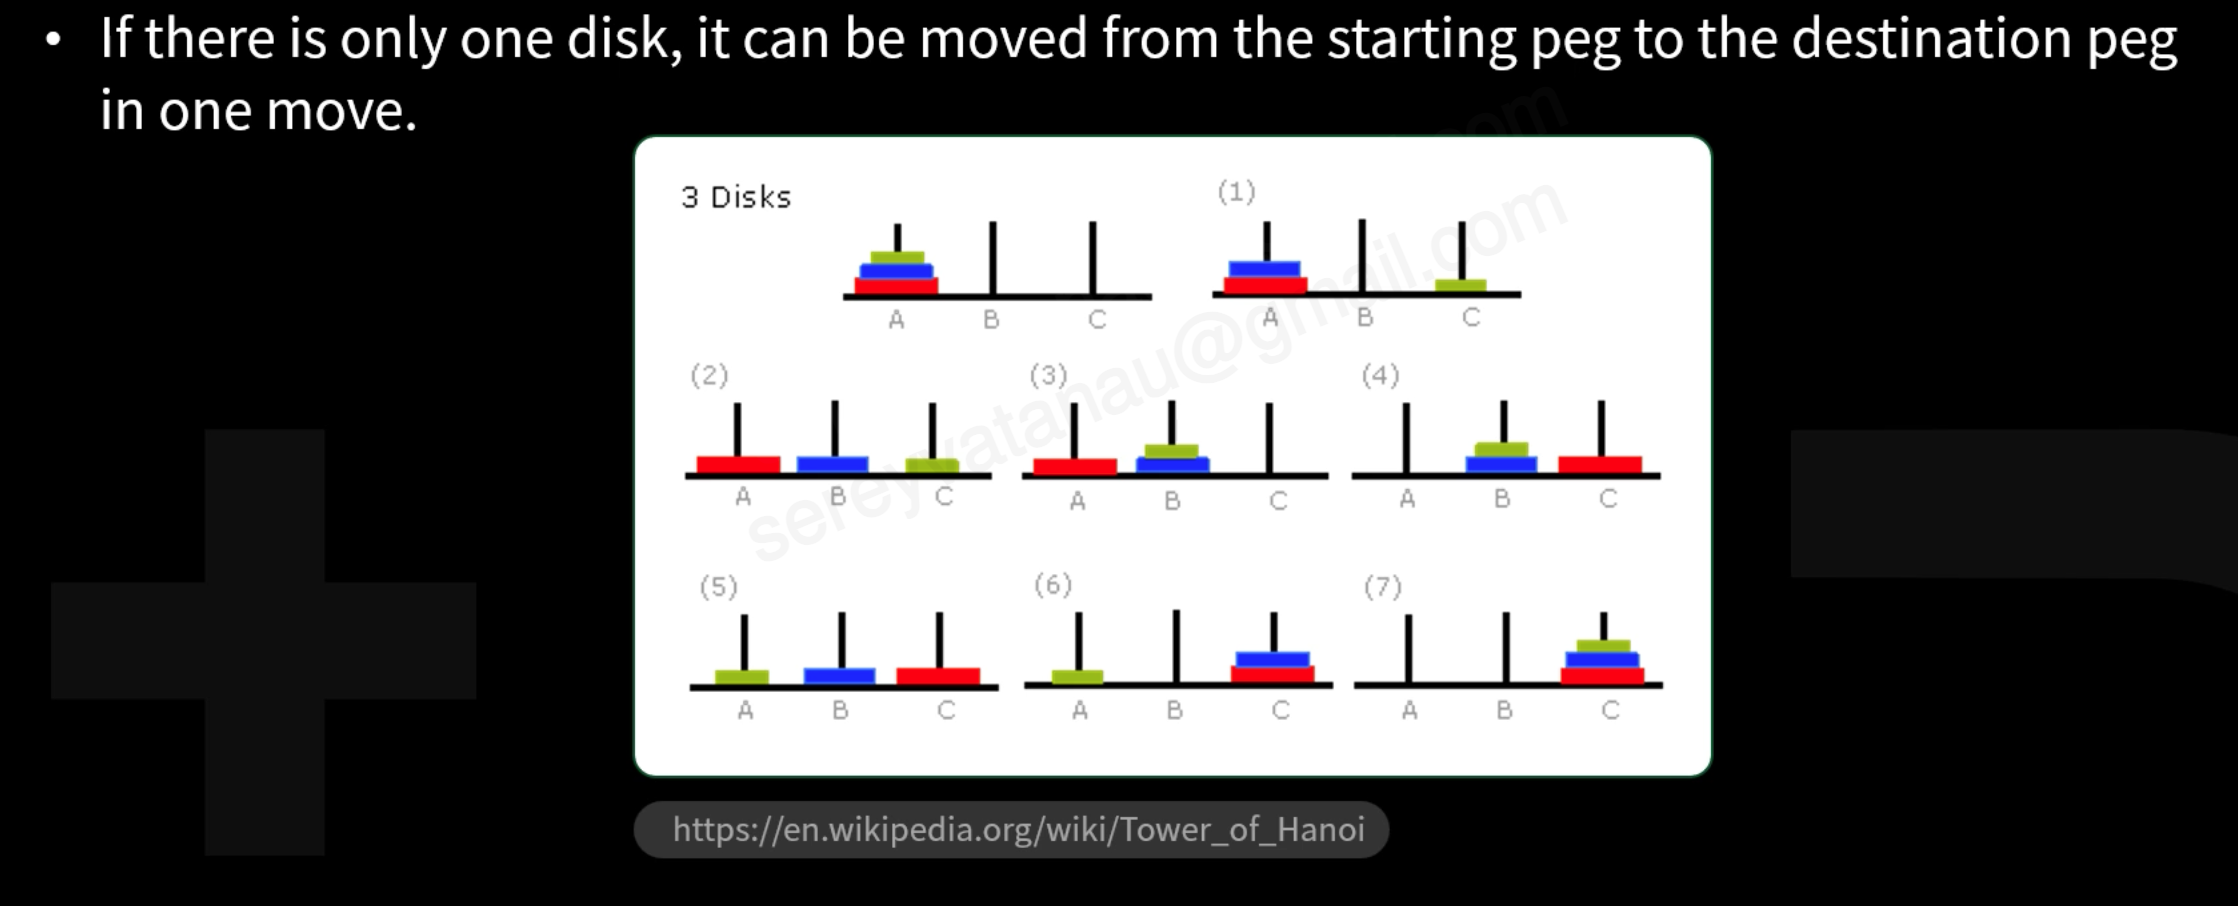 • If there is only one disk, it can be moved from the starting peg to the destination peg
in one move.
3 Disks
(1)
A B C
A B C
(2) (3) (4)
A B C
A B C
A B C
(5) (6) (7)
A B C
A B C
A B C
sereyvatanau@gmail.com
https://en.wikipedia.org/wiki/Tower_of_Hanoi